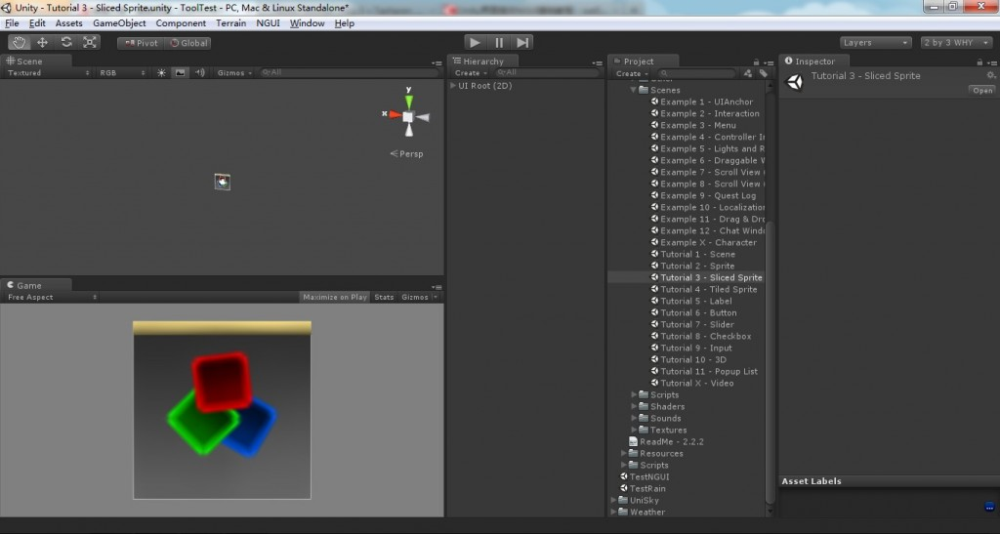 Unity - Tutorial 3 - Sliced Sprite.unity - ToolTest - PC, Mac & Linux Standalone*
File Edit Assets GameObject Component Terrain NGUI Window Help
Pivot Global Layers 2 by 3 WHY
Scene
Textured RGB Gizmos All
y
x
Persp
Game
Free Aspect Maximize on Play Stats Gizmos
Hierarchy
Create All
UI Root (2D)
Project
Create
Scenes
Example 1 - UIAnchor
Example 2 - Interaction
Example 3 - Menu
Example 4 - Controller In
Example 5 - Lights and R
Example 6 - Draggable W
Example 7 - Scroll View
Example 8 - Scroll View
Example 9 - Quest Log
Example 10 - Localization
Example 11 - Drag & Dro
Example 12 - Chat Windo
Example X - Character
Tutorial 1 - Scene
Tutorial 2 - Sprite
Tutorial 3 - Sliced Sprite
Tutorial 4 - Tiled Sprite
Tutorial 5 - Label
Tutorial 6 - Button
Tutorial 7 - Slider
Tutorial 8 - Checkbox
Tutorial 9 - Input
Tutorial 10 - 3D
Tutorial 11 - Popup List
Tutorial X - Video
Scripts
Shaders
Sounds
Textures
ReadMe - 2.2.2
Resources
Scripts
TestNGUI
TestRain
UniSky
Weather
Inspector
Tutorial 3 - Sliced Sprite
Open
Asset Labels